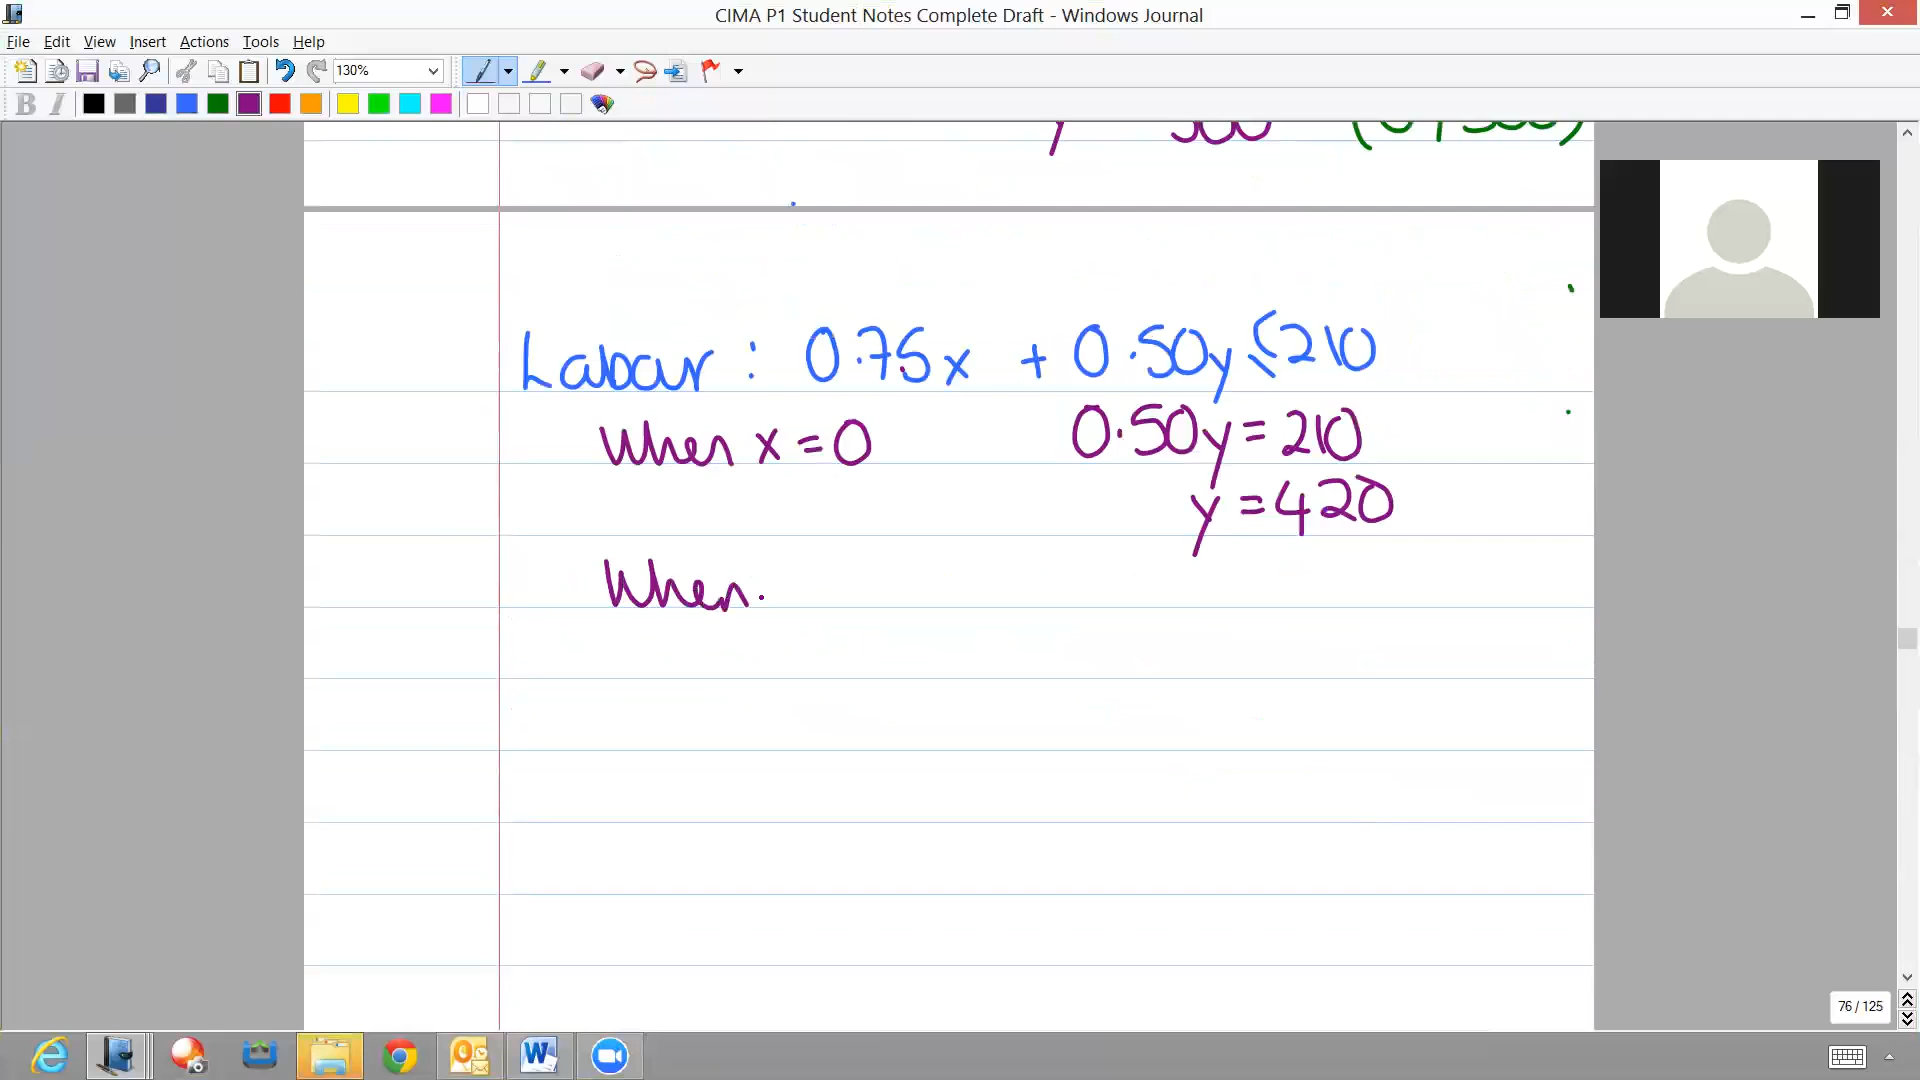 CIMA P1 Student Notes Complete Draft - Windows Journal
File Edit View Insert Actions Tools Help
130%
B I
Labour : 0.75x + 0.50y ≤ 210
When x = 0 0.50y = 210
y = 420
When
76 / 125